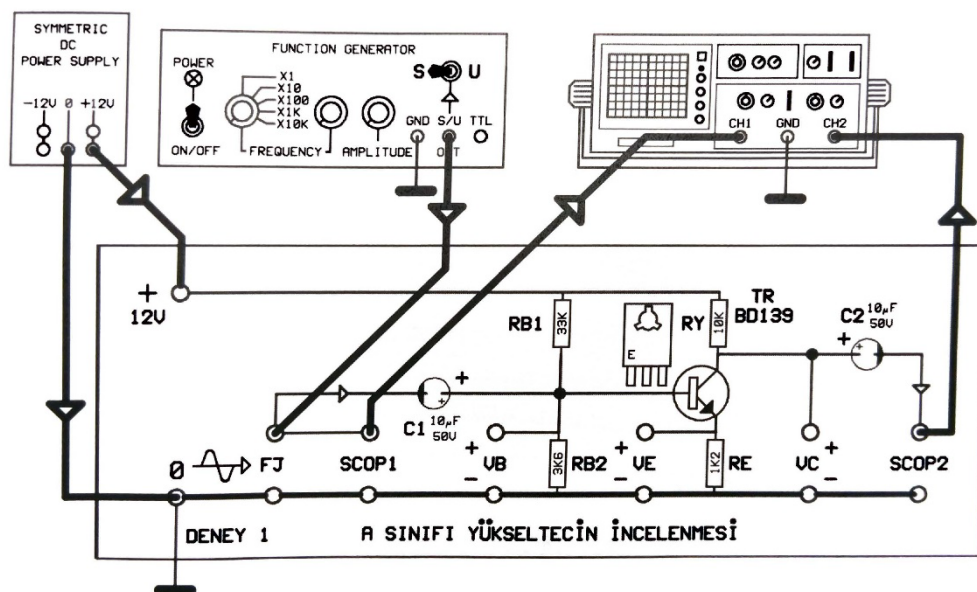 SYMMETRIC
DC
POWER SUPPLY
-12V 0 +12V
FUNCTION GENERATOR
POWER
ON/OFF
X1
X10
X100
X1K
X10K
FREQUENCY
AMPLITUDE
S U
GND S/U TTL
OUT
CH1 GND CH2
+
12V
RB1
33K
E
RY
10K
TR
BD139
C2 10µF
50V
+
+
+
+
C1 10µF
50V
0
FJ
SCOP1
+
VB
-
RB2
3K6
+
VE
-
RE
1K2
VC
+
-
SCOP2
DENEY 1
A SINIFI YÜKSELTECİN İNCELENMESİ